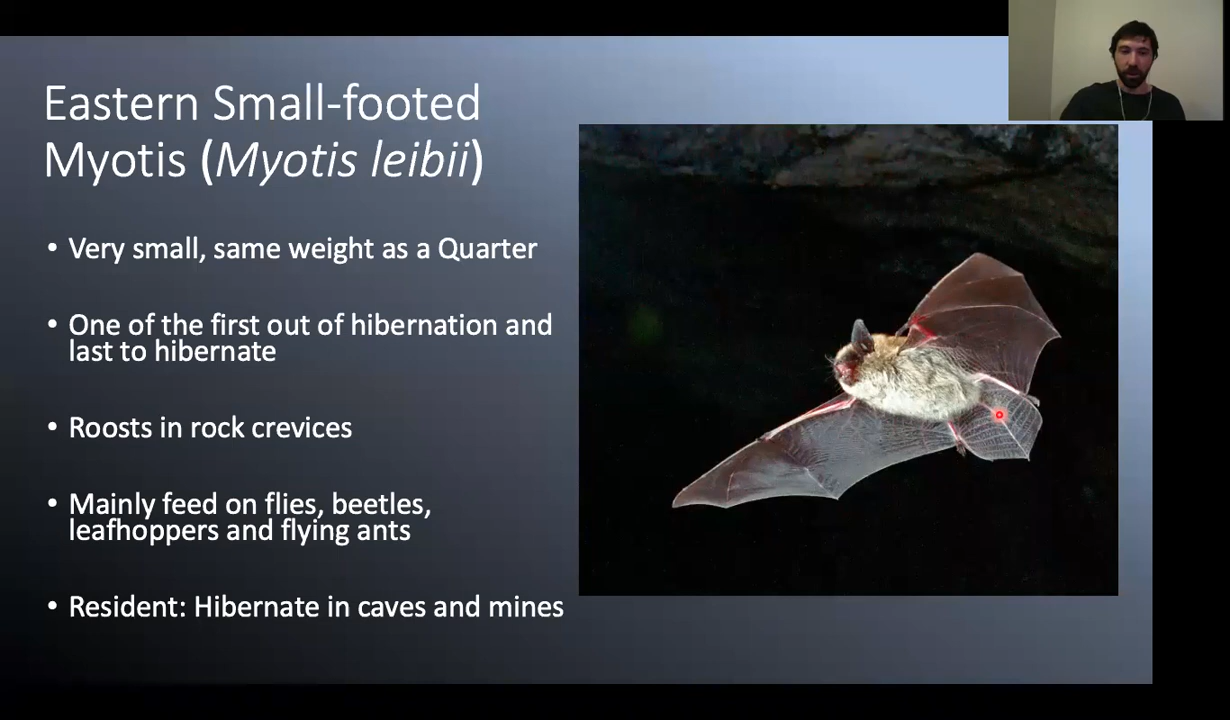 Eastern Small-footed
Myotis (Myotis leibii)
• Very small, same weight as a Quarter
• One of the first out of hibernation and
last to hibernate
• Roosts in rock crevices
• Mainly feed on flies, beetles,
leafhoppers and flying ants
• Resident: Hibernate in caves and mines